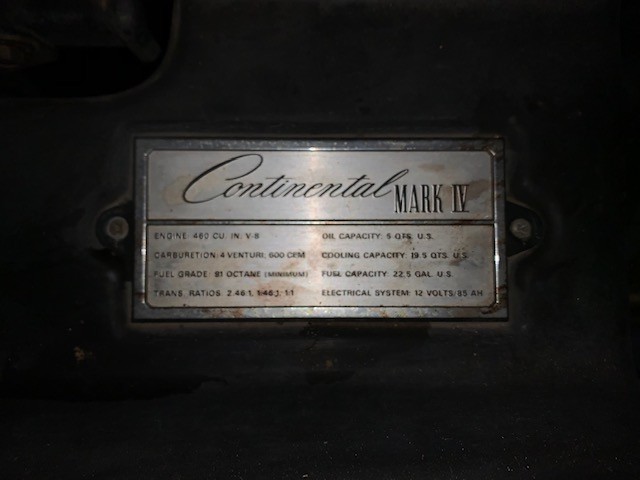 Continental MARK IV
ENGINE: 460 CU. IN. V-8
CARBURETION: 4 VENTURI, 600 CFM
FUEL GRADE: 91 OCTANE (MINIMUM)
TRANS. RATIOS: 2.46:1, 1.46:1, 1:1
OIL CAPACITY: 5 QTS. U.S.
COOLING CAPACITY: 19.5 QTS. U.S.
FUEL CAPACITY: 22.5 GAL. U.S.
ELECTRICAL SYSTEM: 12 VOLTS/85 AH